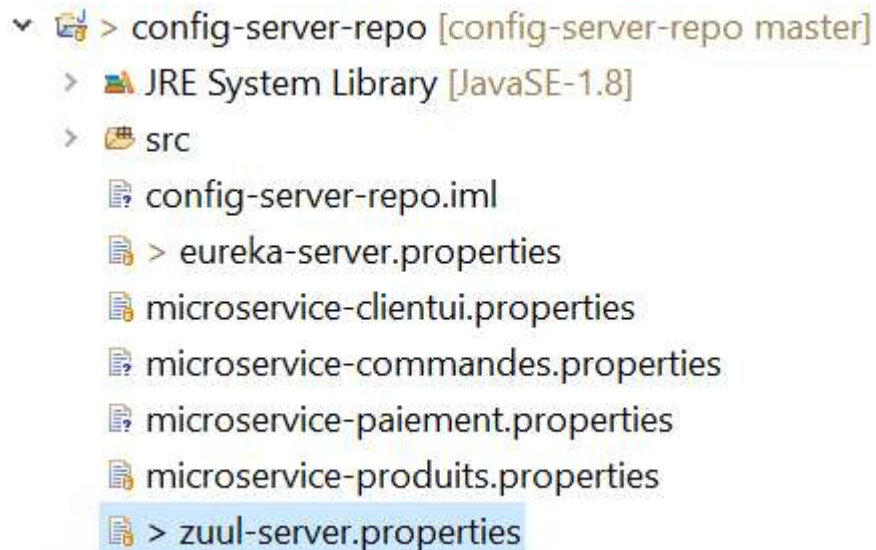 > config-server-repo [config-server-repo master]
JRE System Library [JavaSE-1.8]
src
config-server-repo.iml
> eureka-server.properties
microservice-clientui.properties
microservice-commandes.properties
microservice-paiement.properties
microservice-produits.properties
> zuul-server.properties